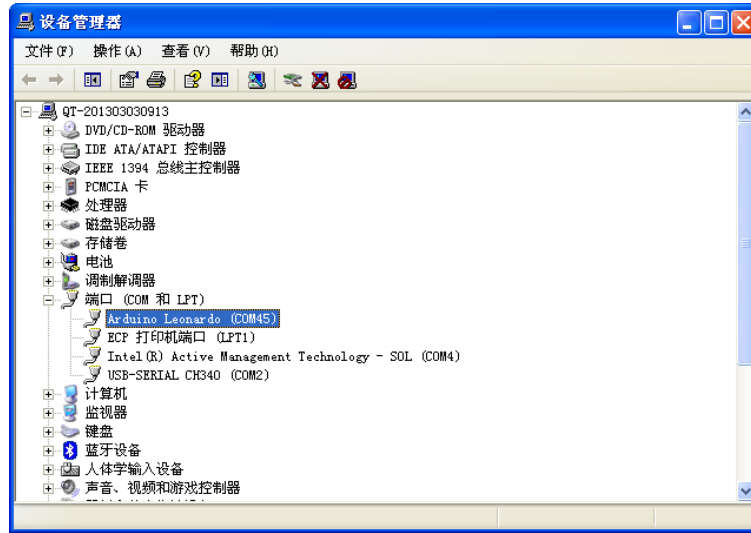 设备管理器
文件(F) 操作(A) 查看(V) 帮助(H)
QT-201303030913
DVD/CD-ROM 驱动器
IDE ATA/ATAPI 控制器
IEEE 1394 总线主控制器
PCMCIA 卡
处理器
磁盘驱动器
存储卷
电池
调制解调器
端口 (COM 和 LPT)
Arduino Leonardo (COM45)
ECP 打印机端口 (LPT1)
Intel(R) Active Management Technology - SOL (COM4)
USB-SERIAL CH340 (COM2)
计算机
监视器
键盘
蓝牙设备
人体学输入设备
声音、视频和游戏控制器